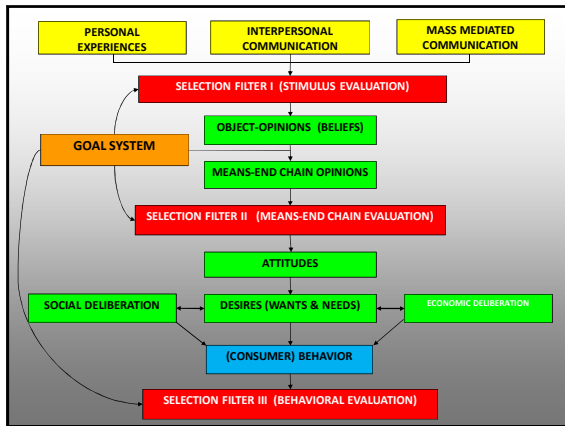 PERSONAL
EXPERIENCES
INTERPERSONAL
COMMUNICATION
MASS MEDIATED
COMMUNICATION
SELECTION FILTER I (STIMULUS EVALUATION)
OBJECT-OPINIONS (BELIEFS)
GOAL SYSTEM
MEANS-END CHAIN OPINIONS
SELECTION FILTER II (MEANS-END CHAIN EVALUATION)
ATTITUDES
SOCIAL DELIBERATION
DESIRES (WANTS & NEEDS)
ECONOMIC DELIBERATION
(CONSUMER) BEHAVIOR
SELECTION FILTER III (BEHAVIORAL EVALUATION)